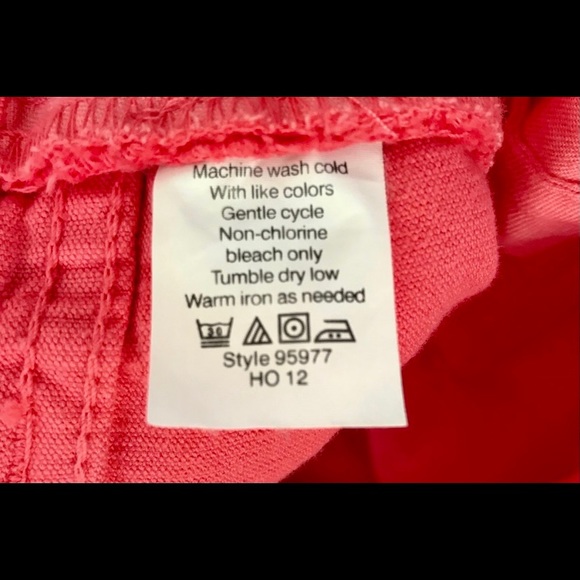 Machine wash cold
With like colors
Gentle cycle
Non-chlorine
bleach only
Tumble dry low
Warm iron as needed
30
Style 95977
HO 12